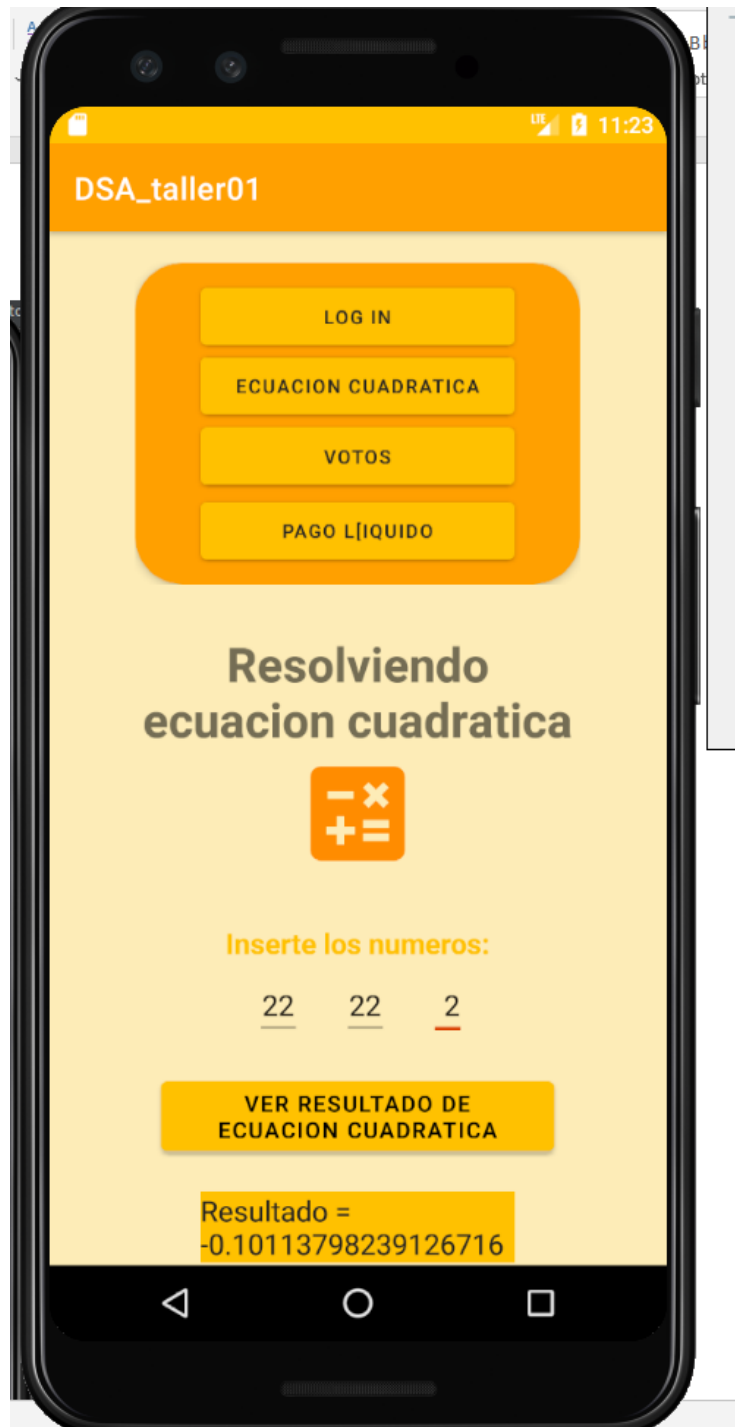 LTE 11:23
DSA_taller01
LOG IN
ECUACION CUADRATICA
VOTOS
PAGO L[IQUIDO
Resolviendo
ecuacion cuadratica
Inserte los numeros:
22 22 2
VER RESULTADO DE
ECUACION CUADRATICA
Resultado =
-0.10113798239126716